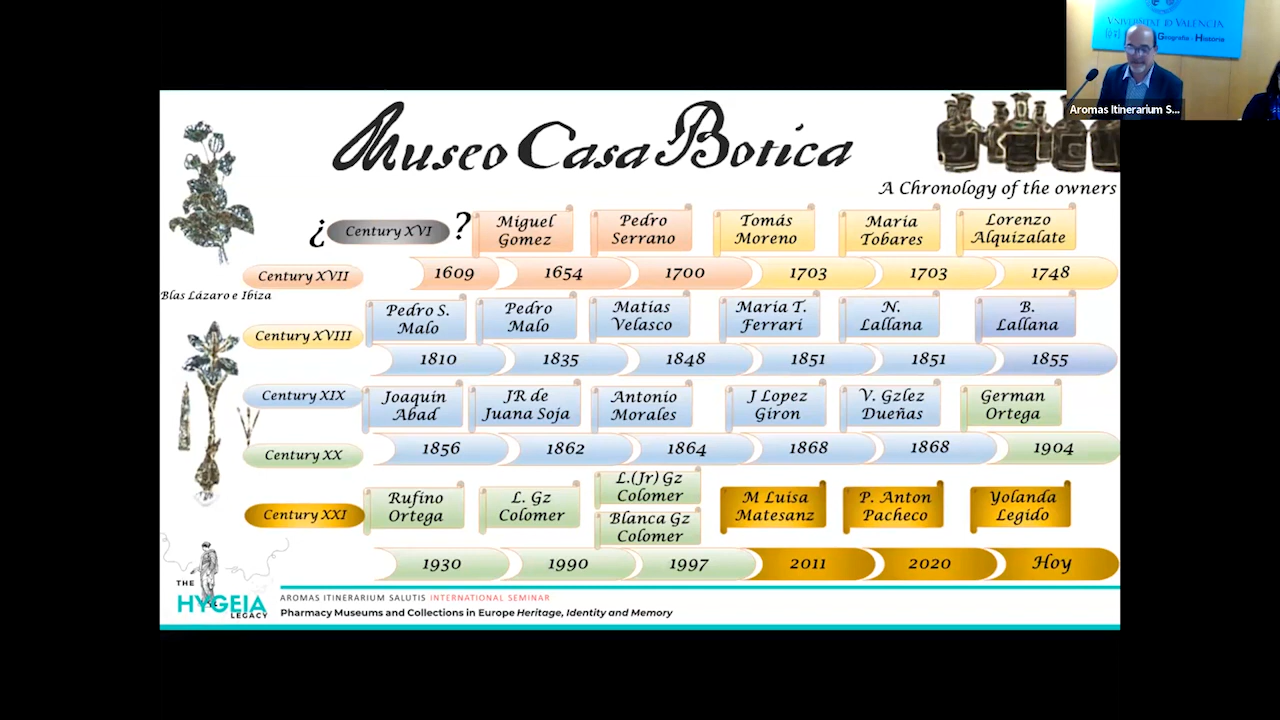 VNIVERSITAT ID VALÈNCIA
Geografia i Història
Aromas Itinerarium S...
Museo Casa Botica
A Chronology of the owners
¿ Century XVI ?
Miguel Gomez
Pedro Serrano
Tomás Moreno
Maria Tobares
Lorenzo Alquizalate
Century XVII
1609
1654
1700
1703
1703
1748
Blas Lázaro e Ibiza
Pedro S. Malo
Pedro Malo
Matias Velasco
Maria T. Ferrari
N. Lallana
B. Lallana
Century XVIII
1810
1835
1848
1851
1851
1855
Century XIX
Joaquin Abad
JR de Juana Soja
Antonio Morales
J Lopez Giron
V. Gzlez Dueñas
German Ortega
Century XX
1856
1862
1864
1868
1868
1904
Rufino Ortega
L. Gz Colomer
L.(Jr) Gz Colomer
Blanca Gz Colomer
M Luisa Matesanz
P. Anton Pacheco
Yolanda Legido
Century XXI
1930
1990
1997
2011
2020
Hoy
THE
HYGEIA
LEGACY
AROMAS ITINERARIUM SALUTIS INTERNATIONAL SEMINAR
Pharmacy Museums and Collections in Europe Heritage, Identity and Memory